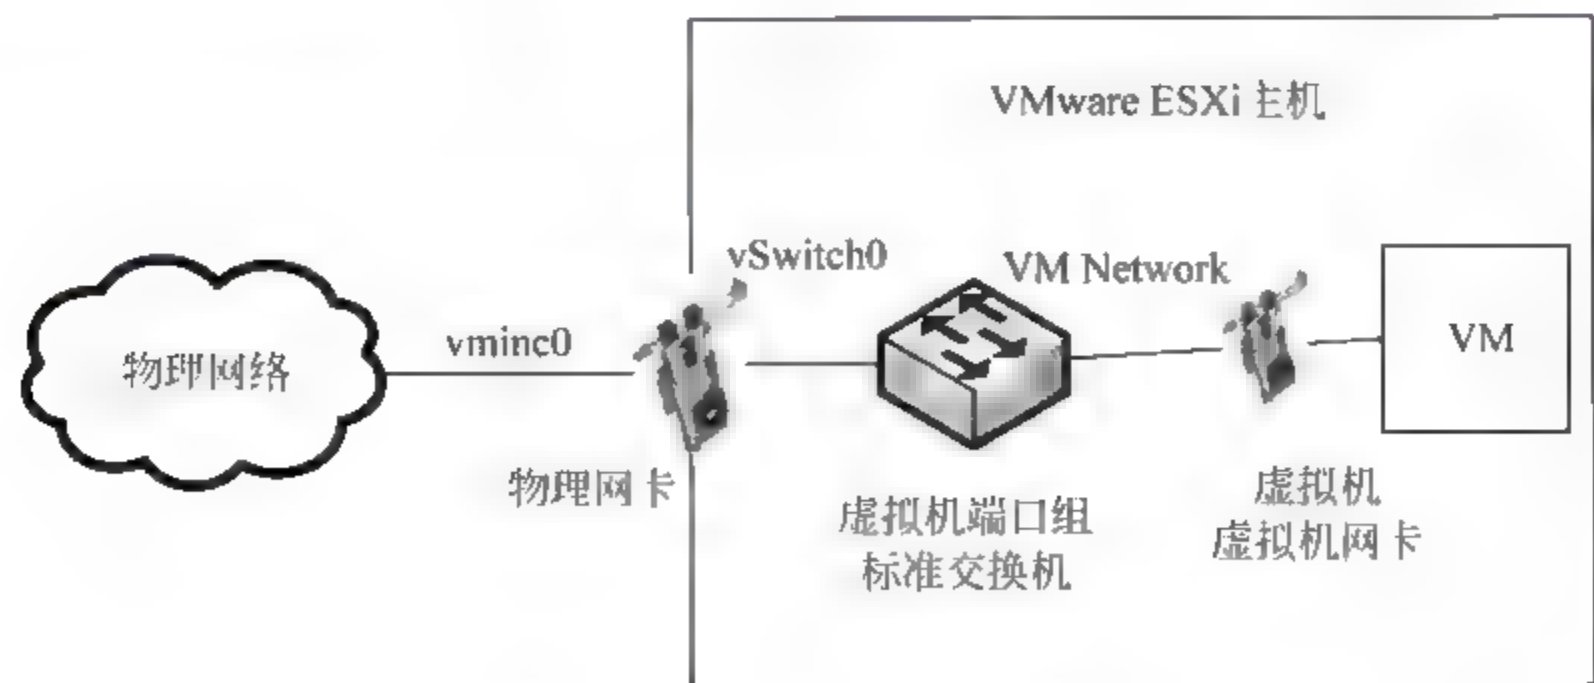 VMware ESXi 主机
vSwitch0
VM Network
vminc0
物理网络
VM
物理网卡
虚拟机端口组
标准交换机
虚拟机
虚拟机网卡